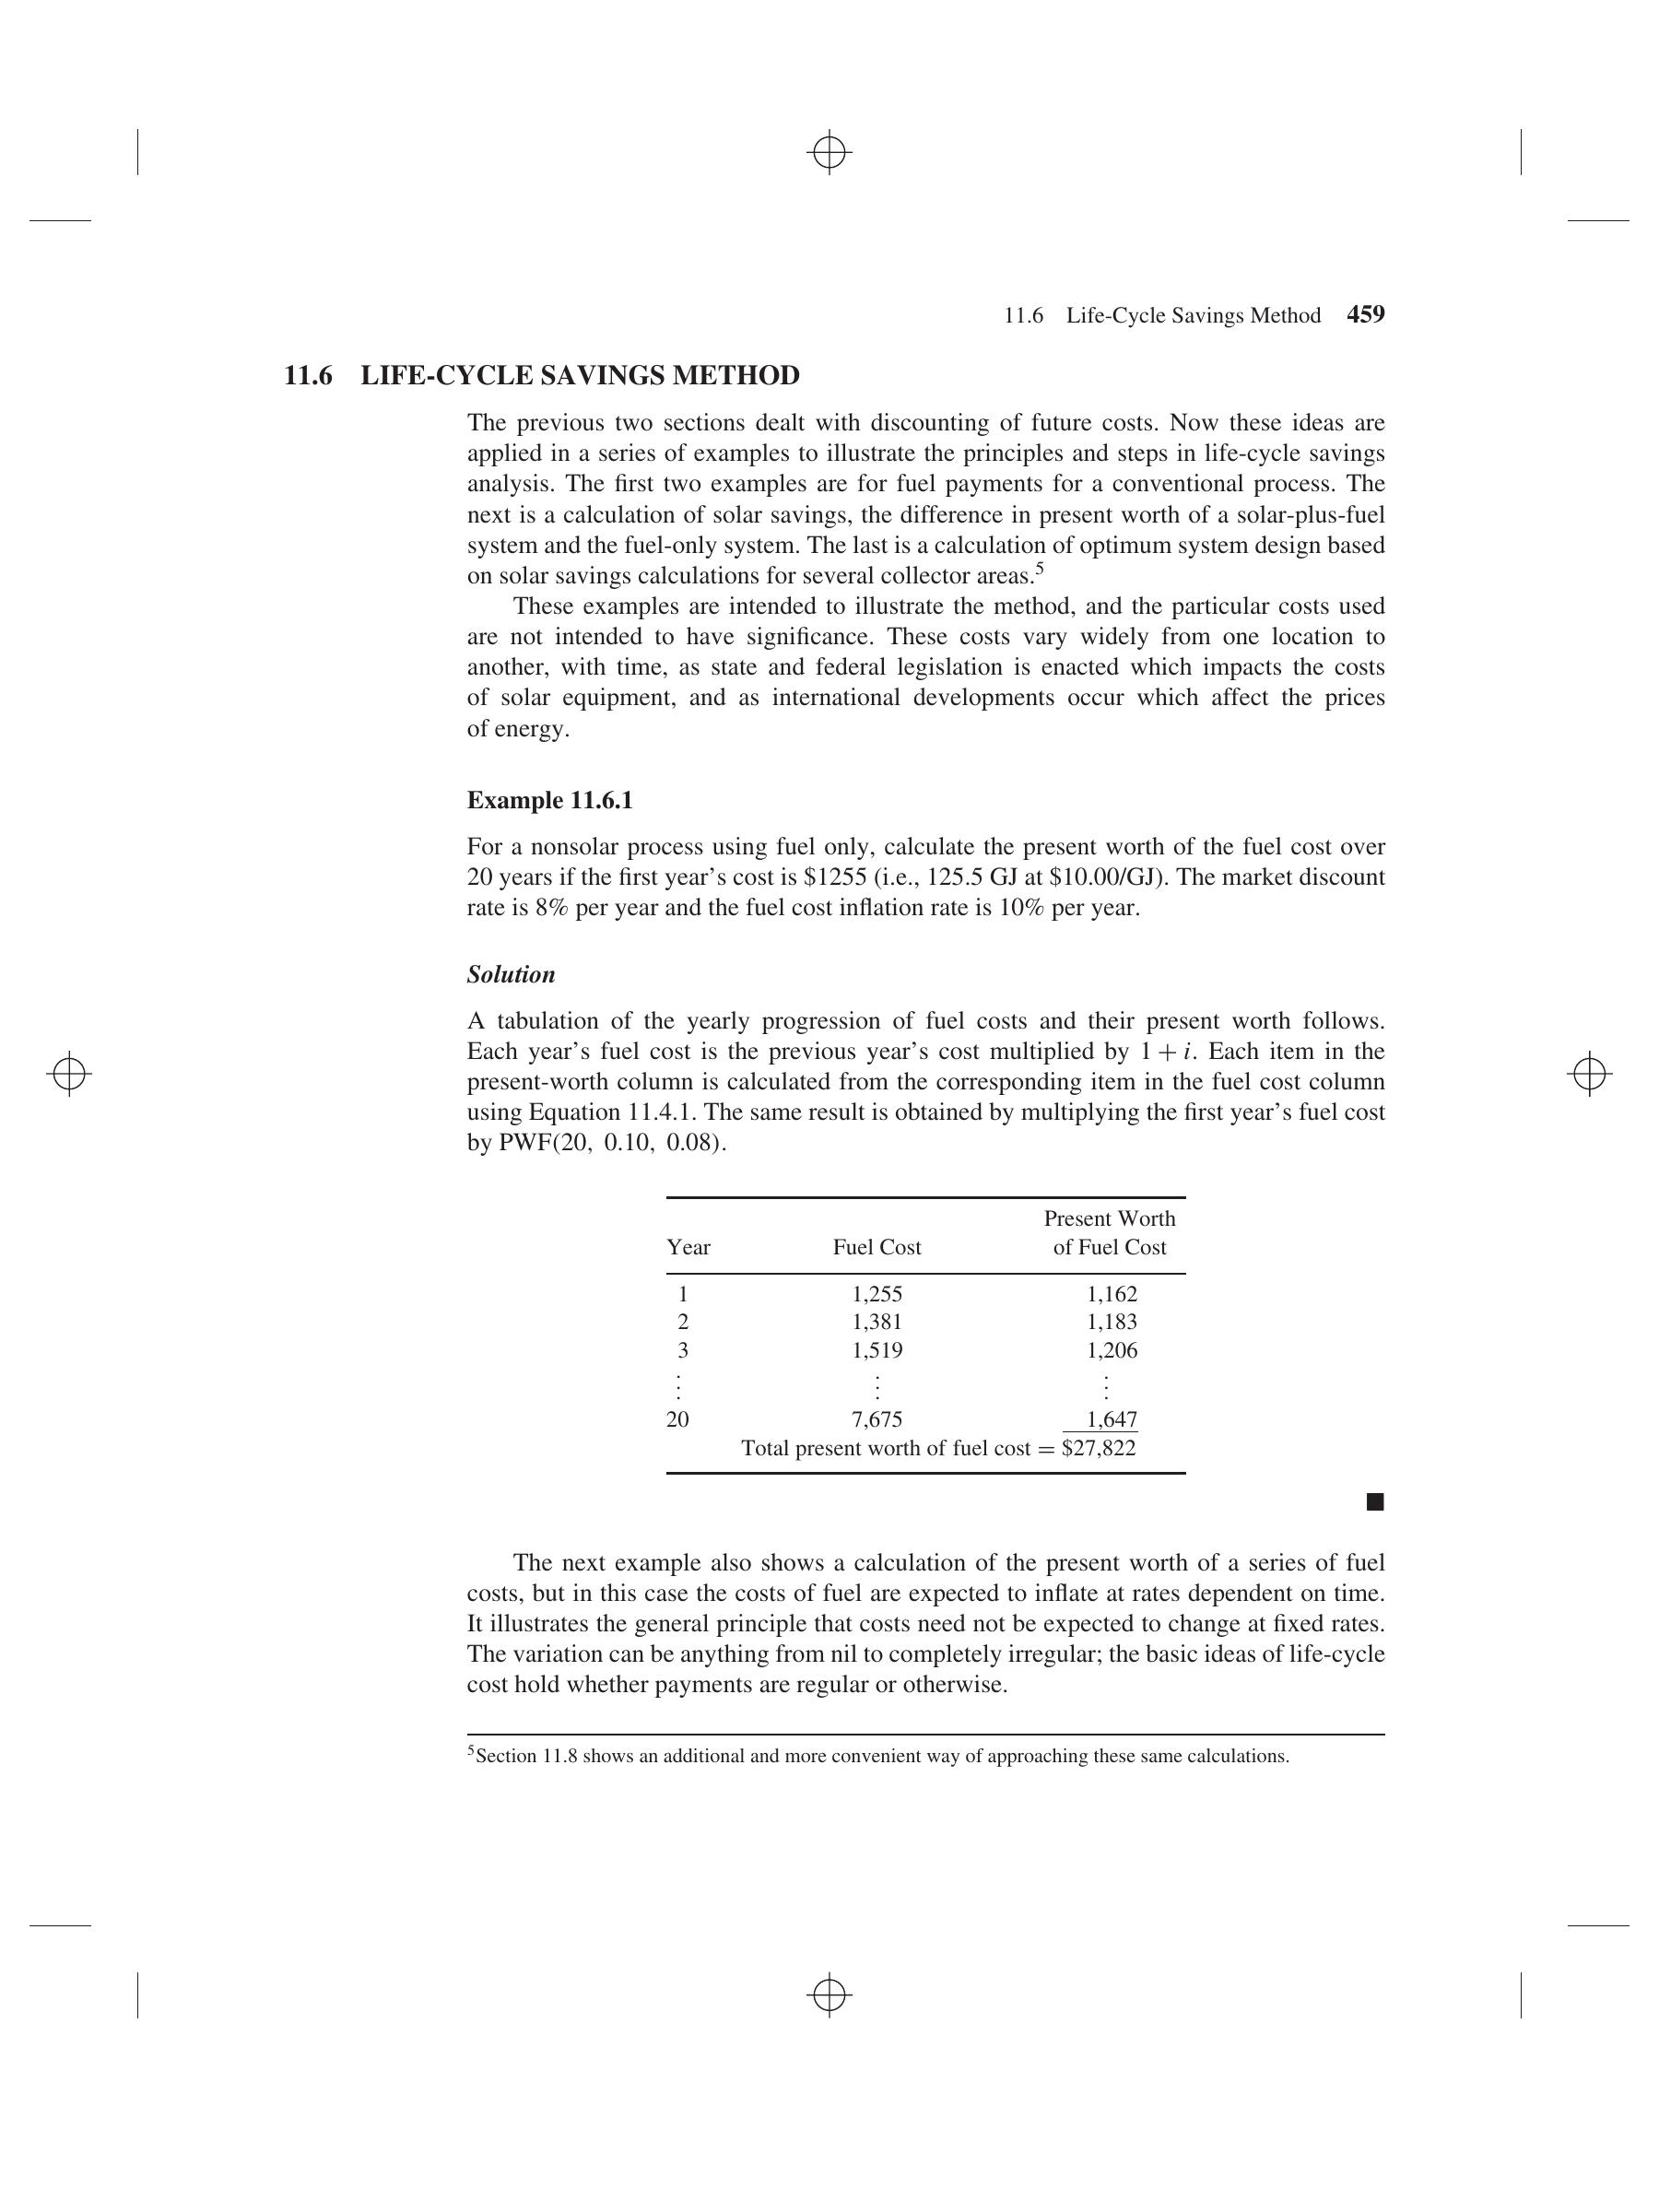 11.6 Life-Cycle Savings Method 459
11.6 LIFE-CYCLE SAVINGS METHOD
The previous two sections dealt with discounting of future costs. Now these ideas are
applied in a series of examples to illustrate the principles and steps in life-cycle savings
analysis. The first two examples are for fuel payments for a conventional process. The
next is a calculation of solar savings, the difference in present worth of a solar-plus-fuel
system and the fuel-only system. The last is a calculation of optimum system design based
on solar savings calculations for several collector areas.⁵
These examples are intended to illustrate the method, and the particular costs used
are not intended to have significance. These costs vary widely from one location to
another, with time, as state and federal legislation is enacted which impacts the costs
of solar equipment, and as international developments occur which affect the prices
of energy.
Example 11.6.1
For a nonsolar process using fuel only, calculate the present worth of the fuel cost over
20 years if the first year's cost is $1255 (i.e., 125.5 GJ at $10.00/GJ). The market discount
rate is 8% per year and the fuel cost inflation rate is 10% per year.
Solution
A tabulation of the yearly progression of fuel costs and their present worth follows.
Each year's fuel cost is the previous year's cost multiplied by 1 + i. Each item in the
present-worth column is calculated from the corresponding item in the fuel cost column
using Equation 11.4.1. The same result is obtained by multiplying the first year's fuel cost
by PWF(20, 0.10, 0.08).
Present Worth
Year Fuel Cost of Fuel Cost
1 1,255 1,162
2 1,381 1,183
3 1,519 1,206
⋮ ⋮ ⋮
20 7,675 1,647
Total present worth of fuel cost = $27,822
■
The next example also shows a calculation of the present worth of a series of fuel
costs, but in this case the costs of fuel are expected to inflate at rates dependent on time.
It illustrates the general principle that costs need not be expected to change at fixed rates.
The variation can be anything from nil to completely irregular; the basic ideas of life-cycle
cost hold whether payments are regular or otherwise.
⁵Section 11.8 shows an additional and more convenient way of approaching these same calculations.